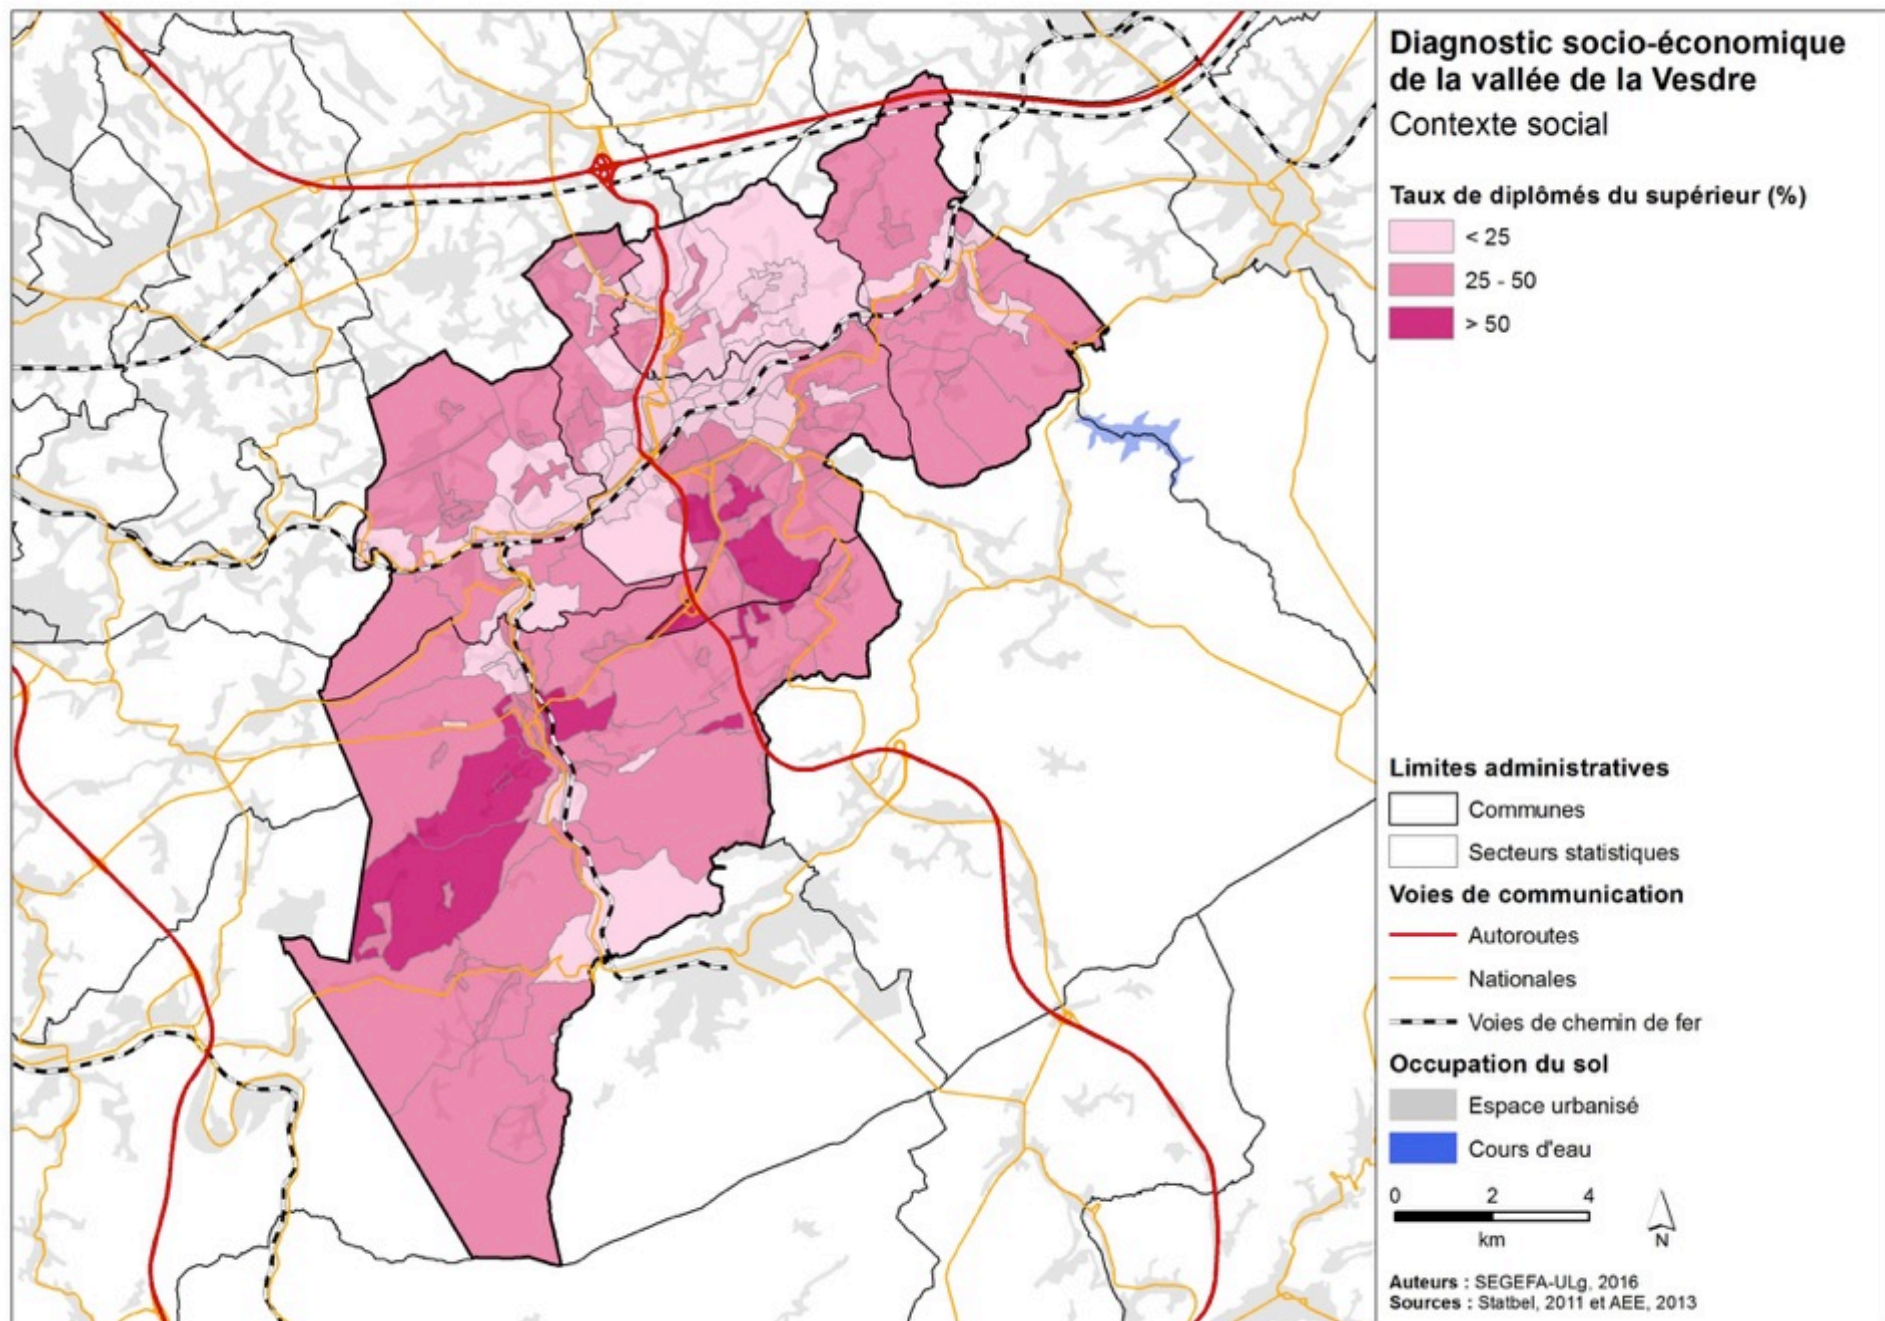 Diagnostic socio-économique
de la vallée de la Vesdre
Contexte social
Taux de diplômés du supérieur (%)
< 25
25 - 50
> 50
Limites administratives
Communes
Secteurs statistiques
Voies de communication
Autoroutes
Nationales
Voies de chemin de fer
Occupation du sol
Espace urbanisé
Cours d'eau
0 2 4
km
N
Auteurs : SEGEFA-ULg, 2016
Sources : Statbel, 2011 et AEE, 2013